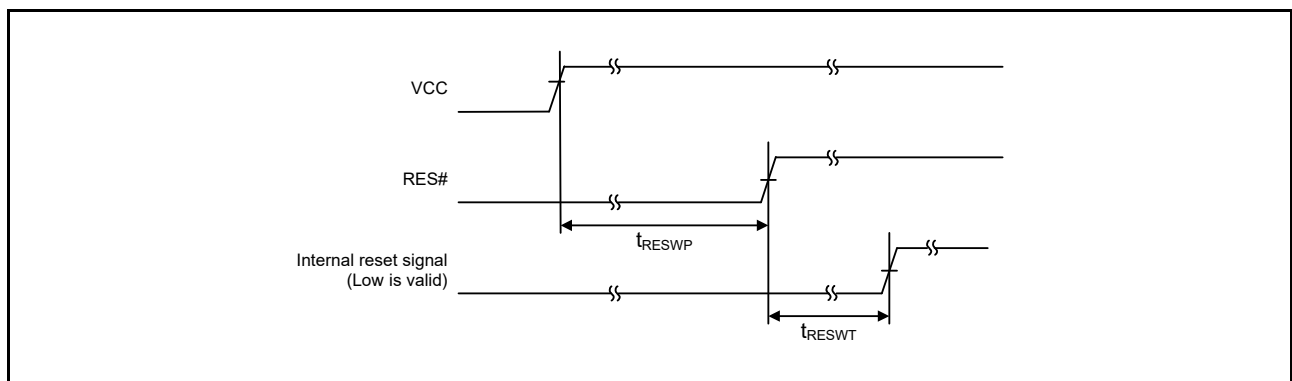 VCC
RES#
tRESWP
Internal reset signal
(Low is valid)
tRESWT